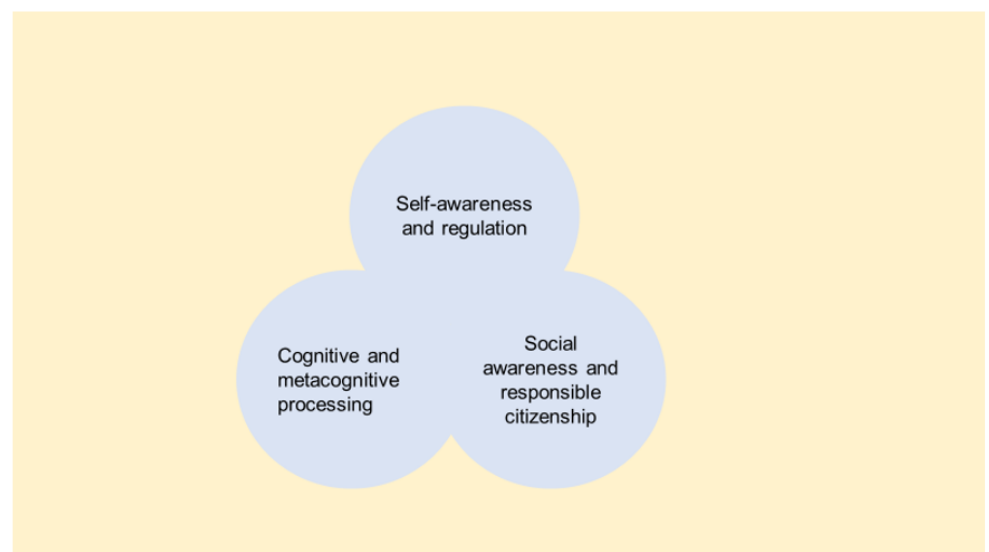 Self-awareness
and regulation
Cognitive and
metacognitive
processing
Social
awareness and
responsible
citizenship